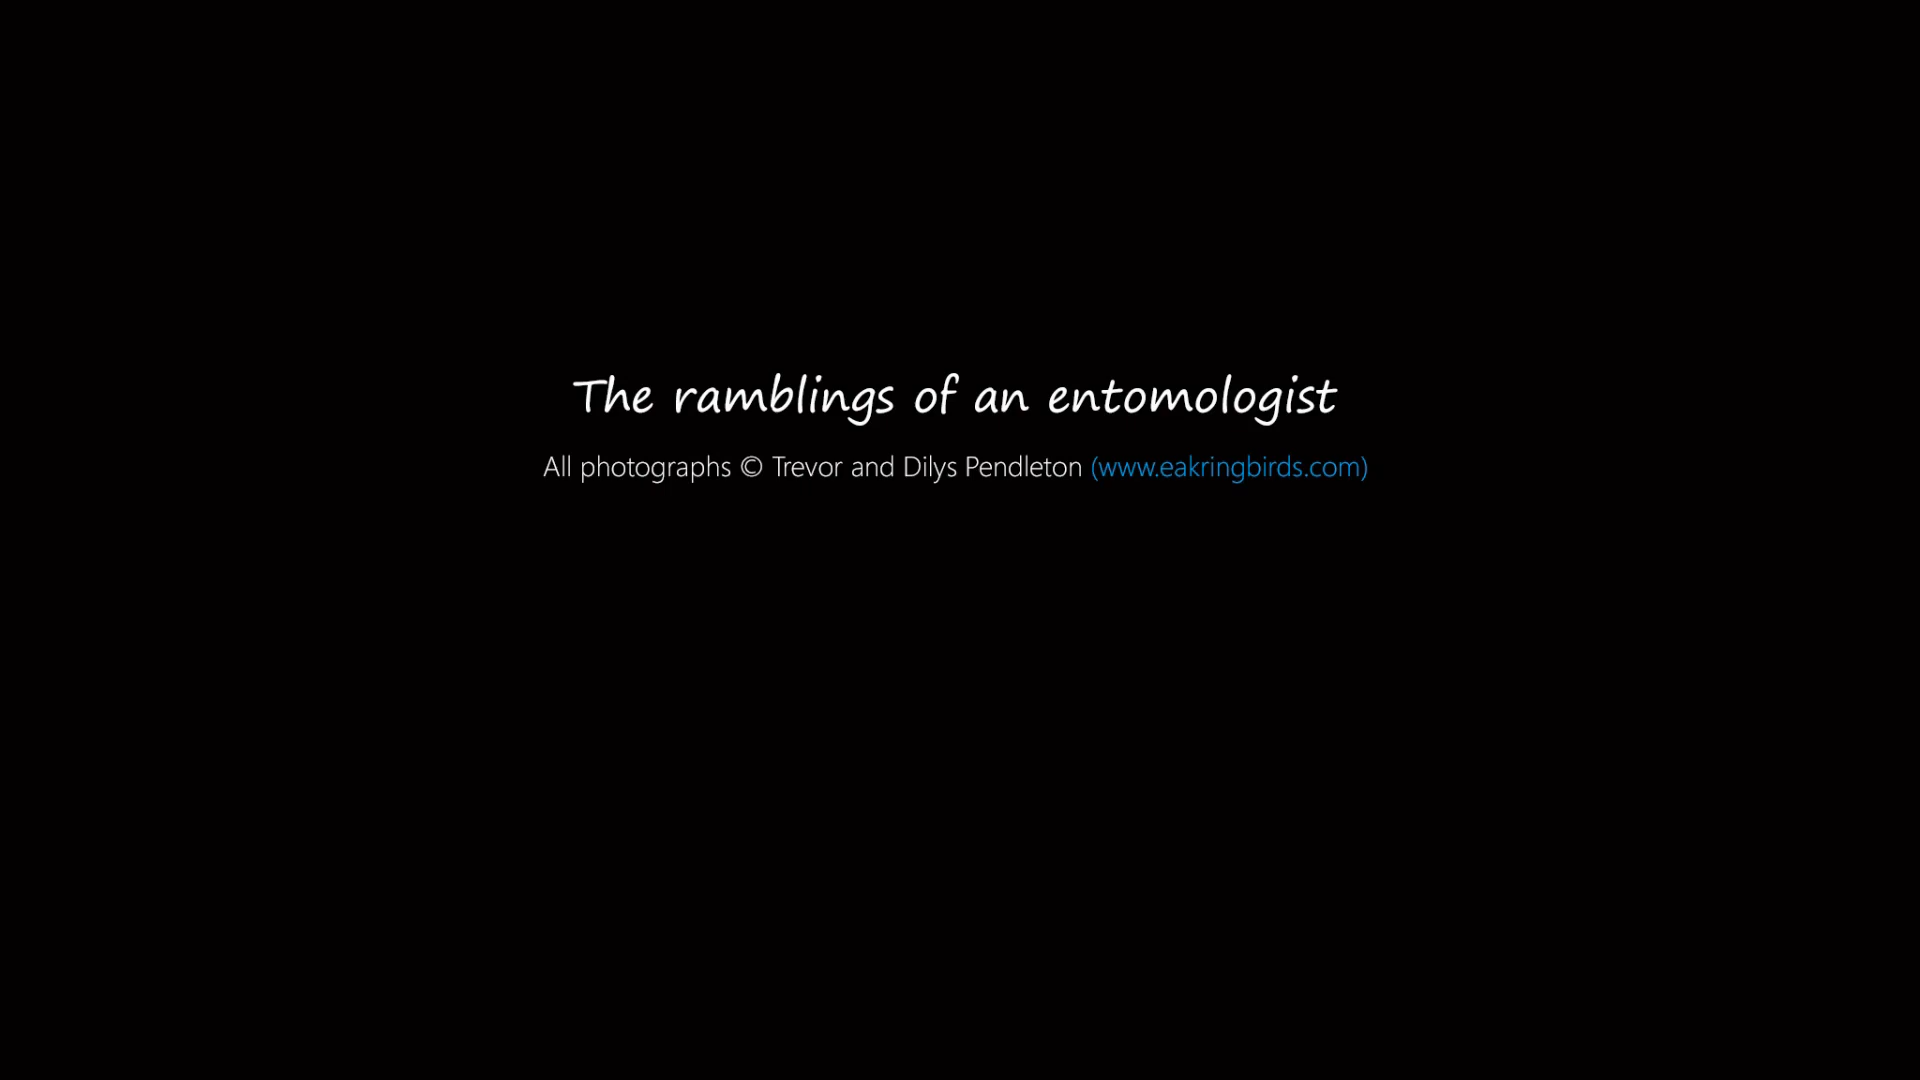 The ramblings of an entomologist
All photographs © Trevor and Dilys Pendleton (www.eakringbirds.com)